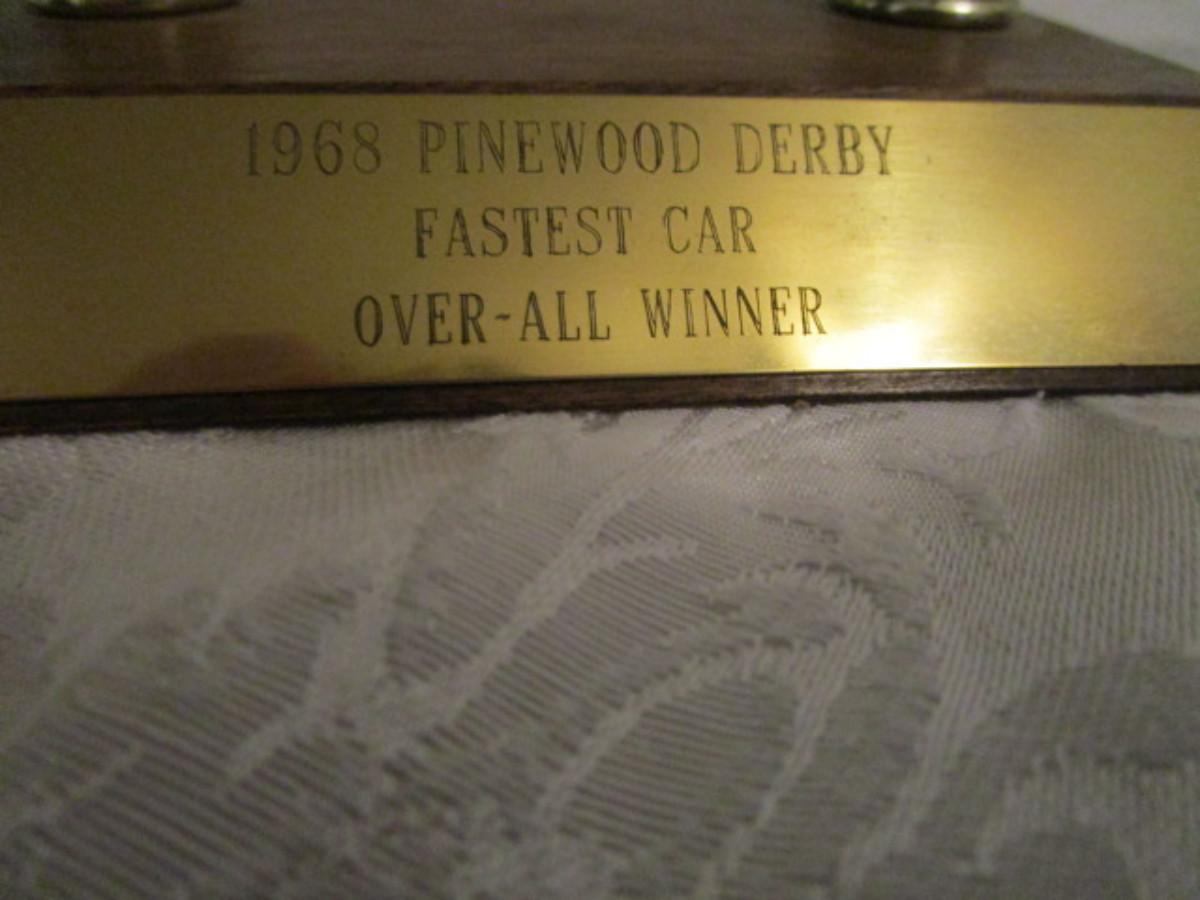 1968 PINEWOOD DERBY
FASTEST CAR
OVER-ALL WINNER